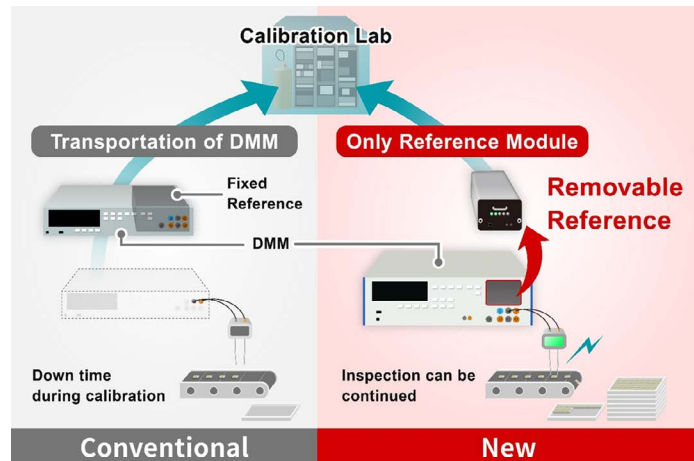 Calibration Lab
Transportation of DMM
Only Reference Module
Fixed
Reference
Removable
Reference
DMM
Down time
during calibration
Inspection can be
continued
Conventional
New